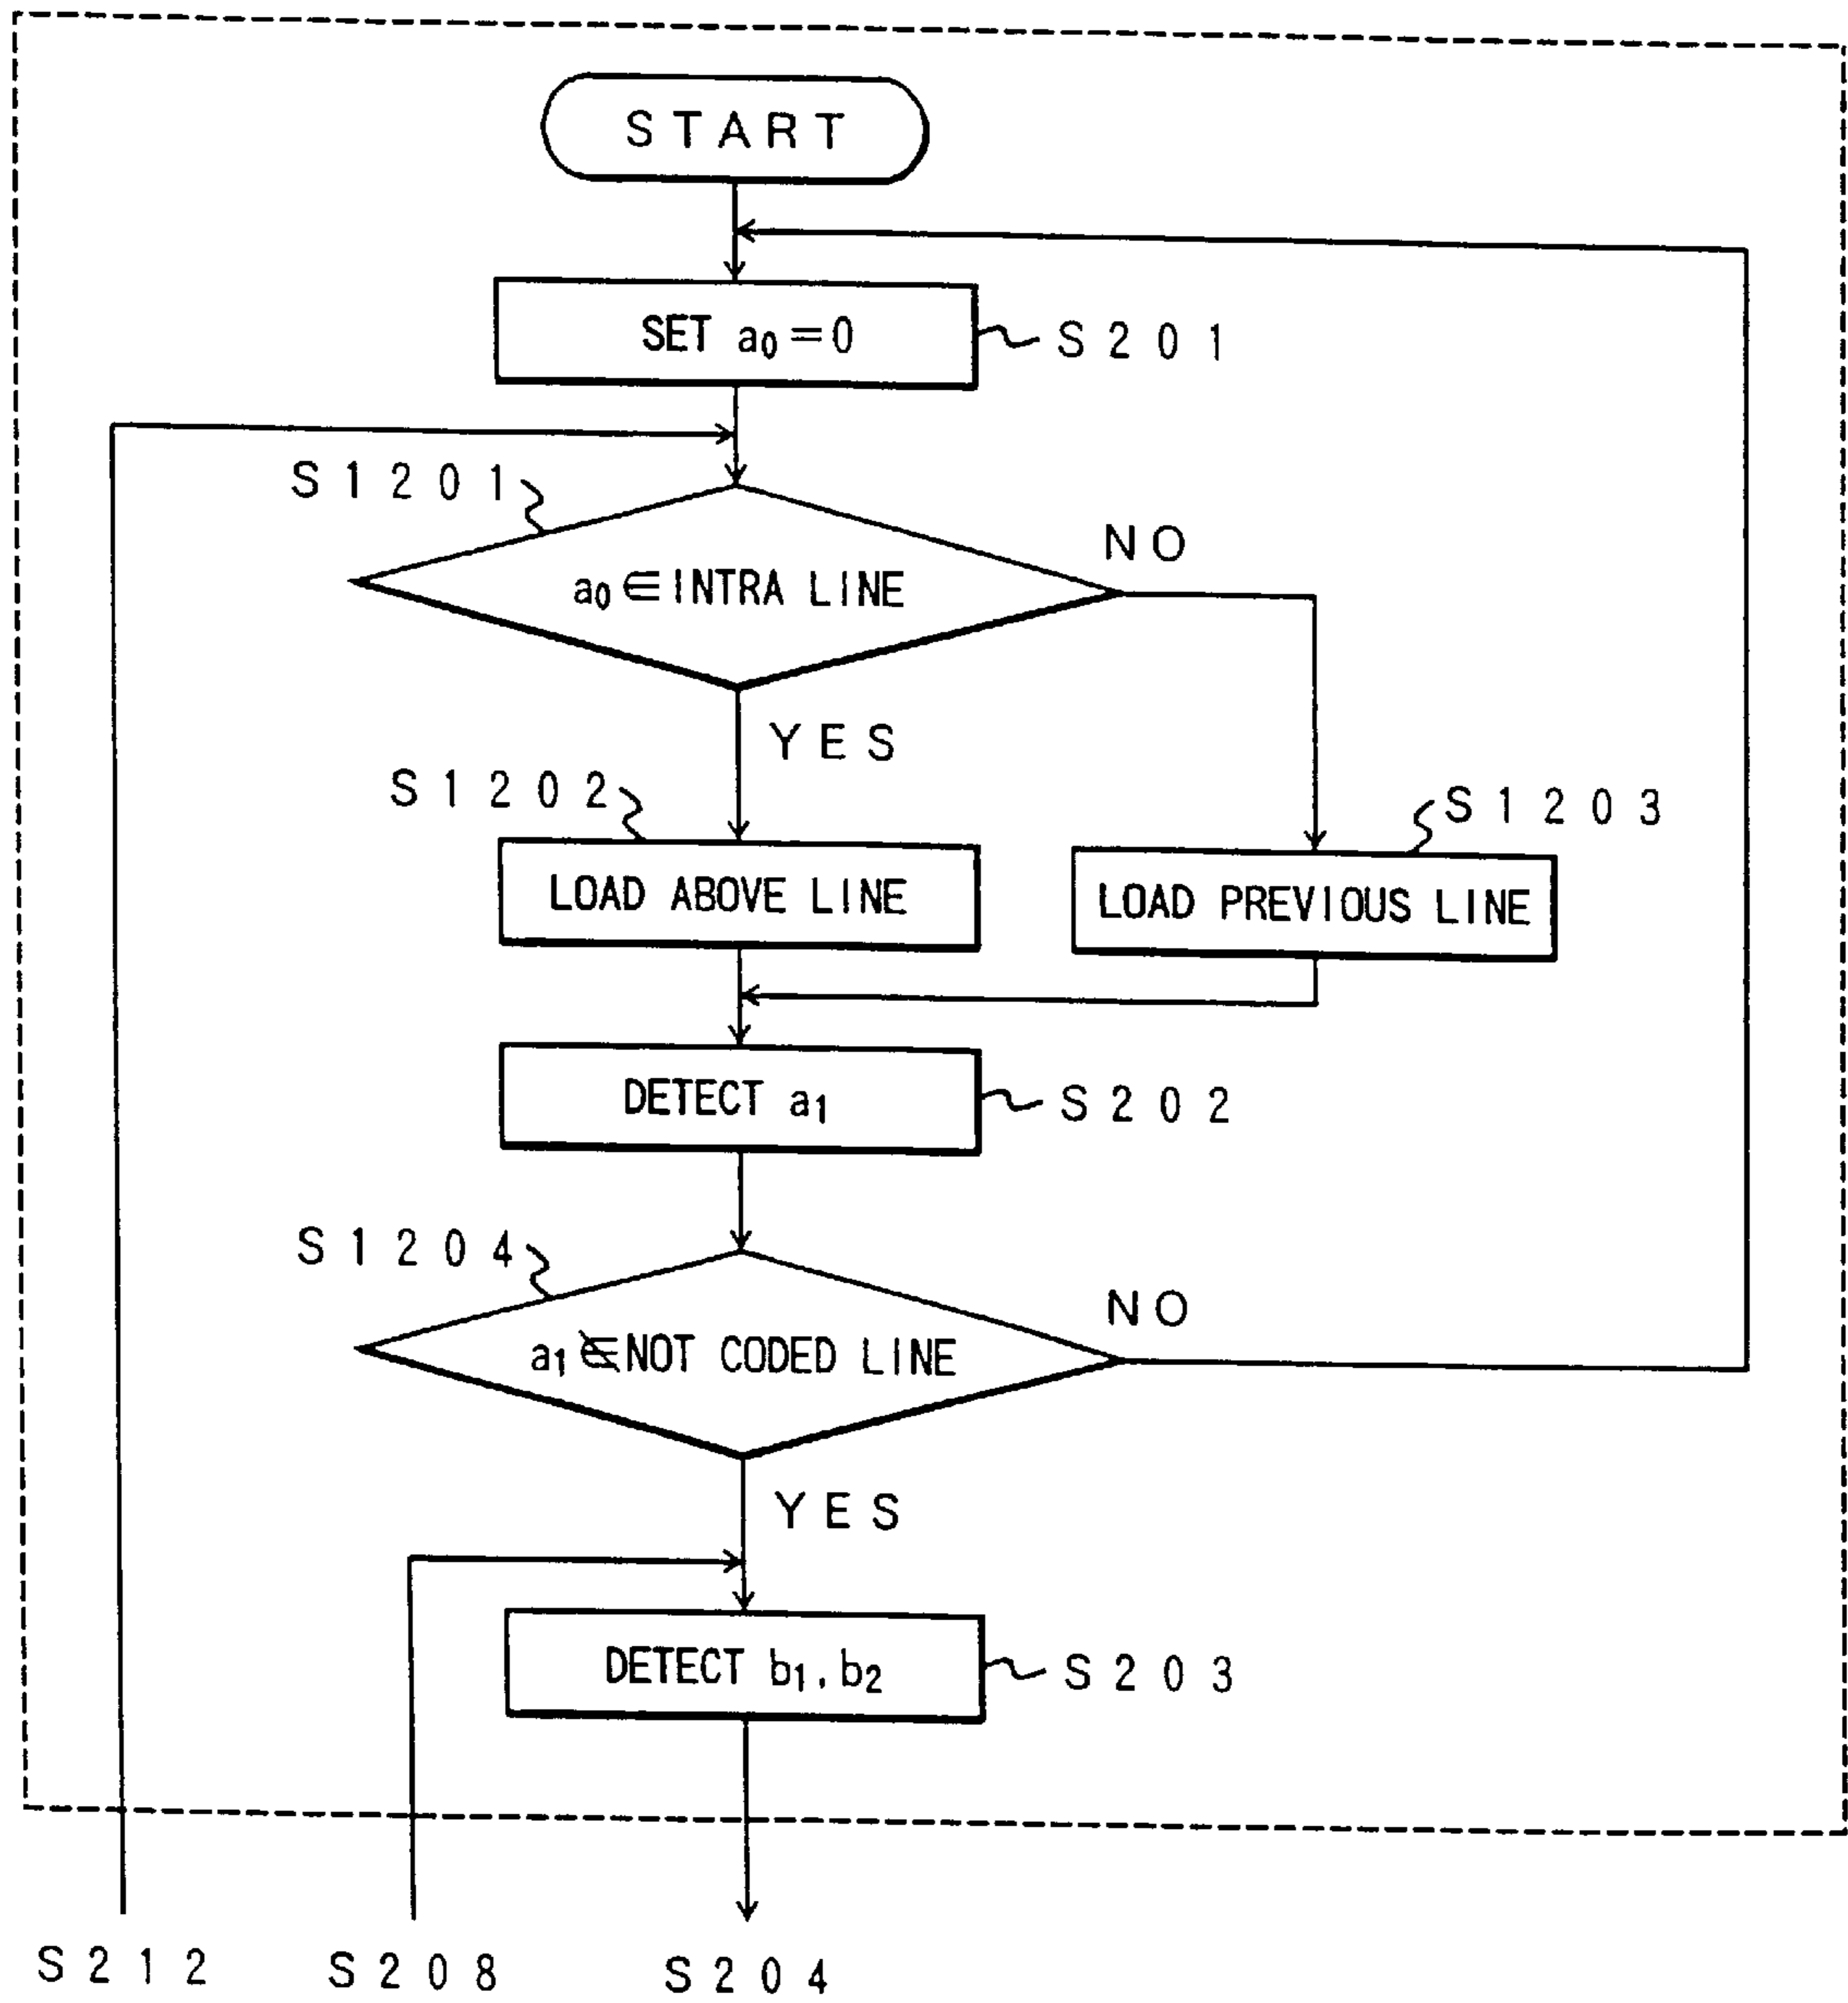 START
SET a₀=0
S201
S1201
NO
a₀∈INTRA LINE
YES
S1202
S1203
LOAD ABOVE LINE
LOAD PREVIOUS LINE
DETECT a₁
S202
S1204
NO
a₁∉NOT CODED LINE
YES
DETECT b₁,b₂
S203
S212
S208
S204